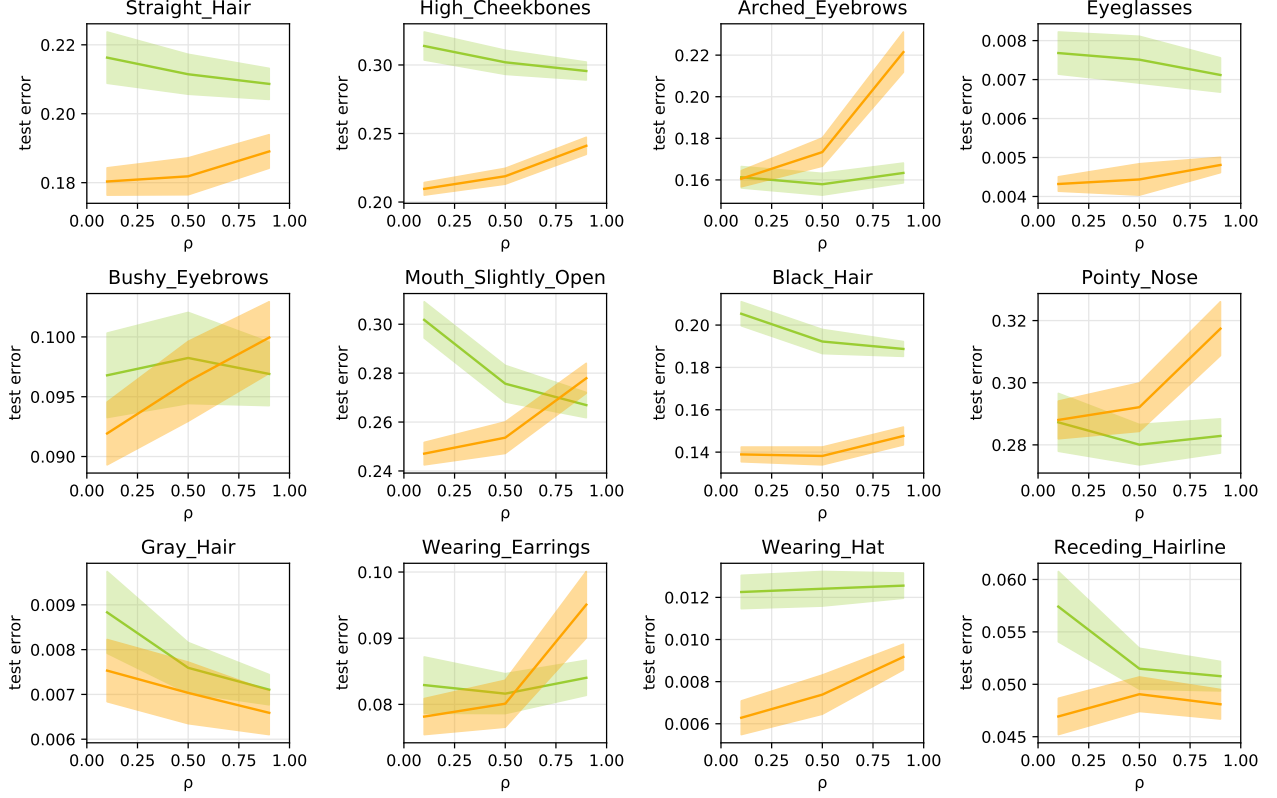 Straight_Hair
High_Cheekbones
Arched_Eyebrows
Eyeglasses
test error
0.22
0.20
0.18
0.00 0.25 0.50 0.75 1.00
ρ
test error
0.30
0.25
0.20
0.00 0.25 0.50 0.75 1.00
ρ
test error
0.22
0.20
0.18
0.16
0.00 0.25 0.50 0.75 1.00
ρ
test error
0.008
0.007
0.006
0.005
0.004
0.00 0.25 0.50 0.75 1.00
ρ
Bushy_Eyebrows
Mouth_Slightly_Open
Black_Hair
Pointy_Nose
test error
0.100
0.095
0.090
0.00 0.25 0.50 0.75 1.00
ρ
test error
0.30
0.28
0.26
0.24
0.00 0.25 0.50 0.75 1.00
ρ
test error
0.20
0.18
0.16
0.14
0.00 0.25 0.50 0.75 1.00
ρ
test error
0.32
0.30
0.28
0.00 0.25 0.50 0.75 1.00
ρ
Gray_Hair
Wearing_Earrings
Wearing_Hat
Receding_Hairline
test error
0.009
0.008
0.007
0.006
0.00 0.25 0.50 0.75 1.00
ρ
test error
0.10
0.09
0.08
0.00 0.25 0.50 0.75 1.00
ρ
test error
0.012
0.010
0.008
0.006
0.00 0.25 0.50 0.75 1.00
ρ
test error
0.060
0.055
0.050
0.045
0.00 0.25 0.50 0.75 1.00
ρ